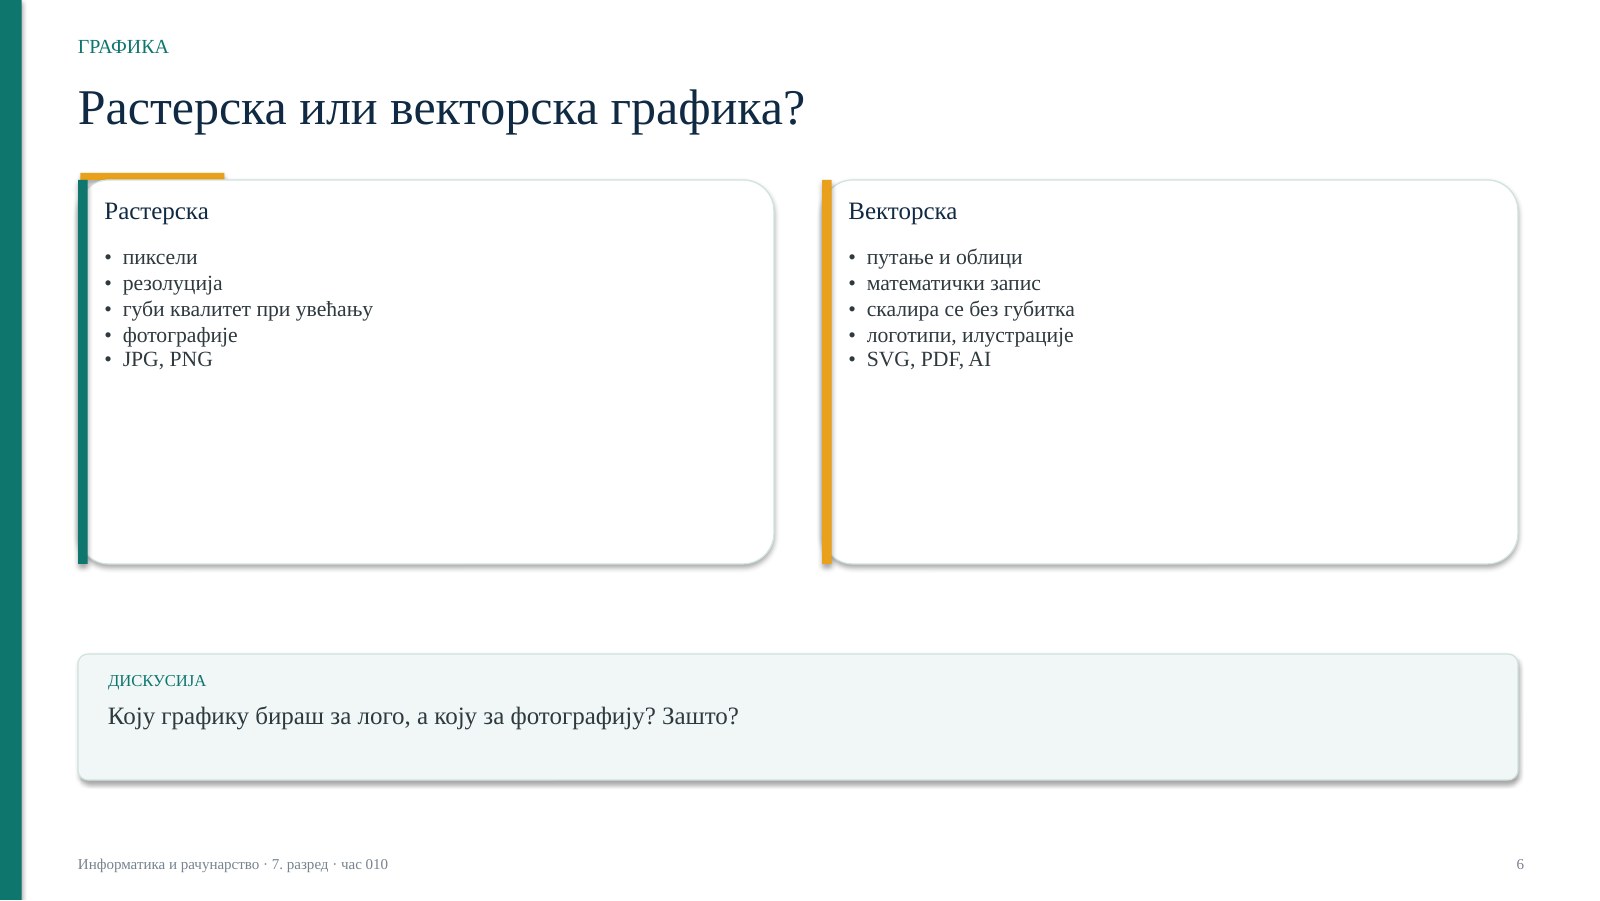 ГРАФИКА
Растерска или векторска графика?
Растерска
• пиксели
• резолуција
• губи квалитет при увећању
• фотографије
• JPG, PNG
Векторска
• путање и облици
• математички запис
• скалира се без губитка
• логотипи, илустрације
• SVG, PDF, AI
ДИСКУСИЈА
Коју графику бираш за лого, а коју за фотографију? Зашто?
Информатика и рачунарство · 7. разред · час 010
6